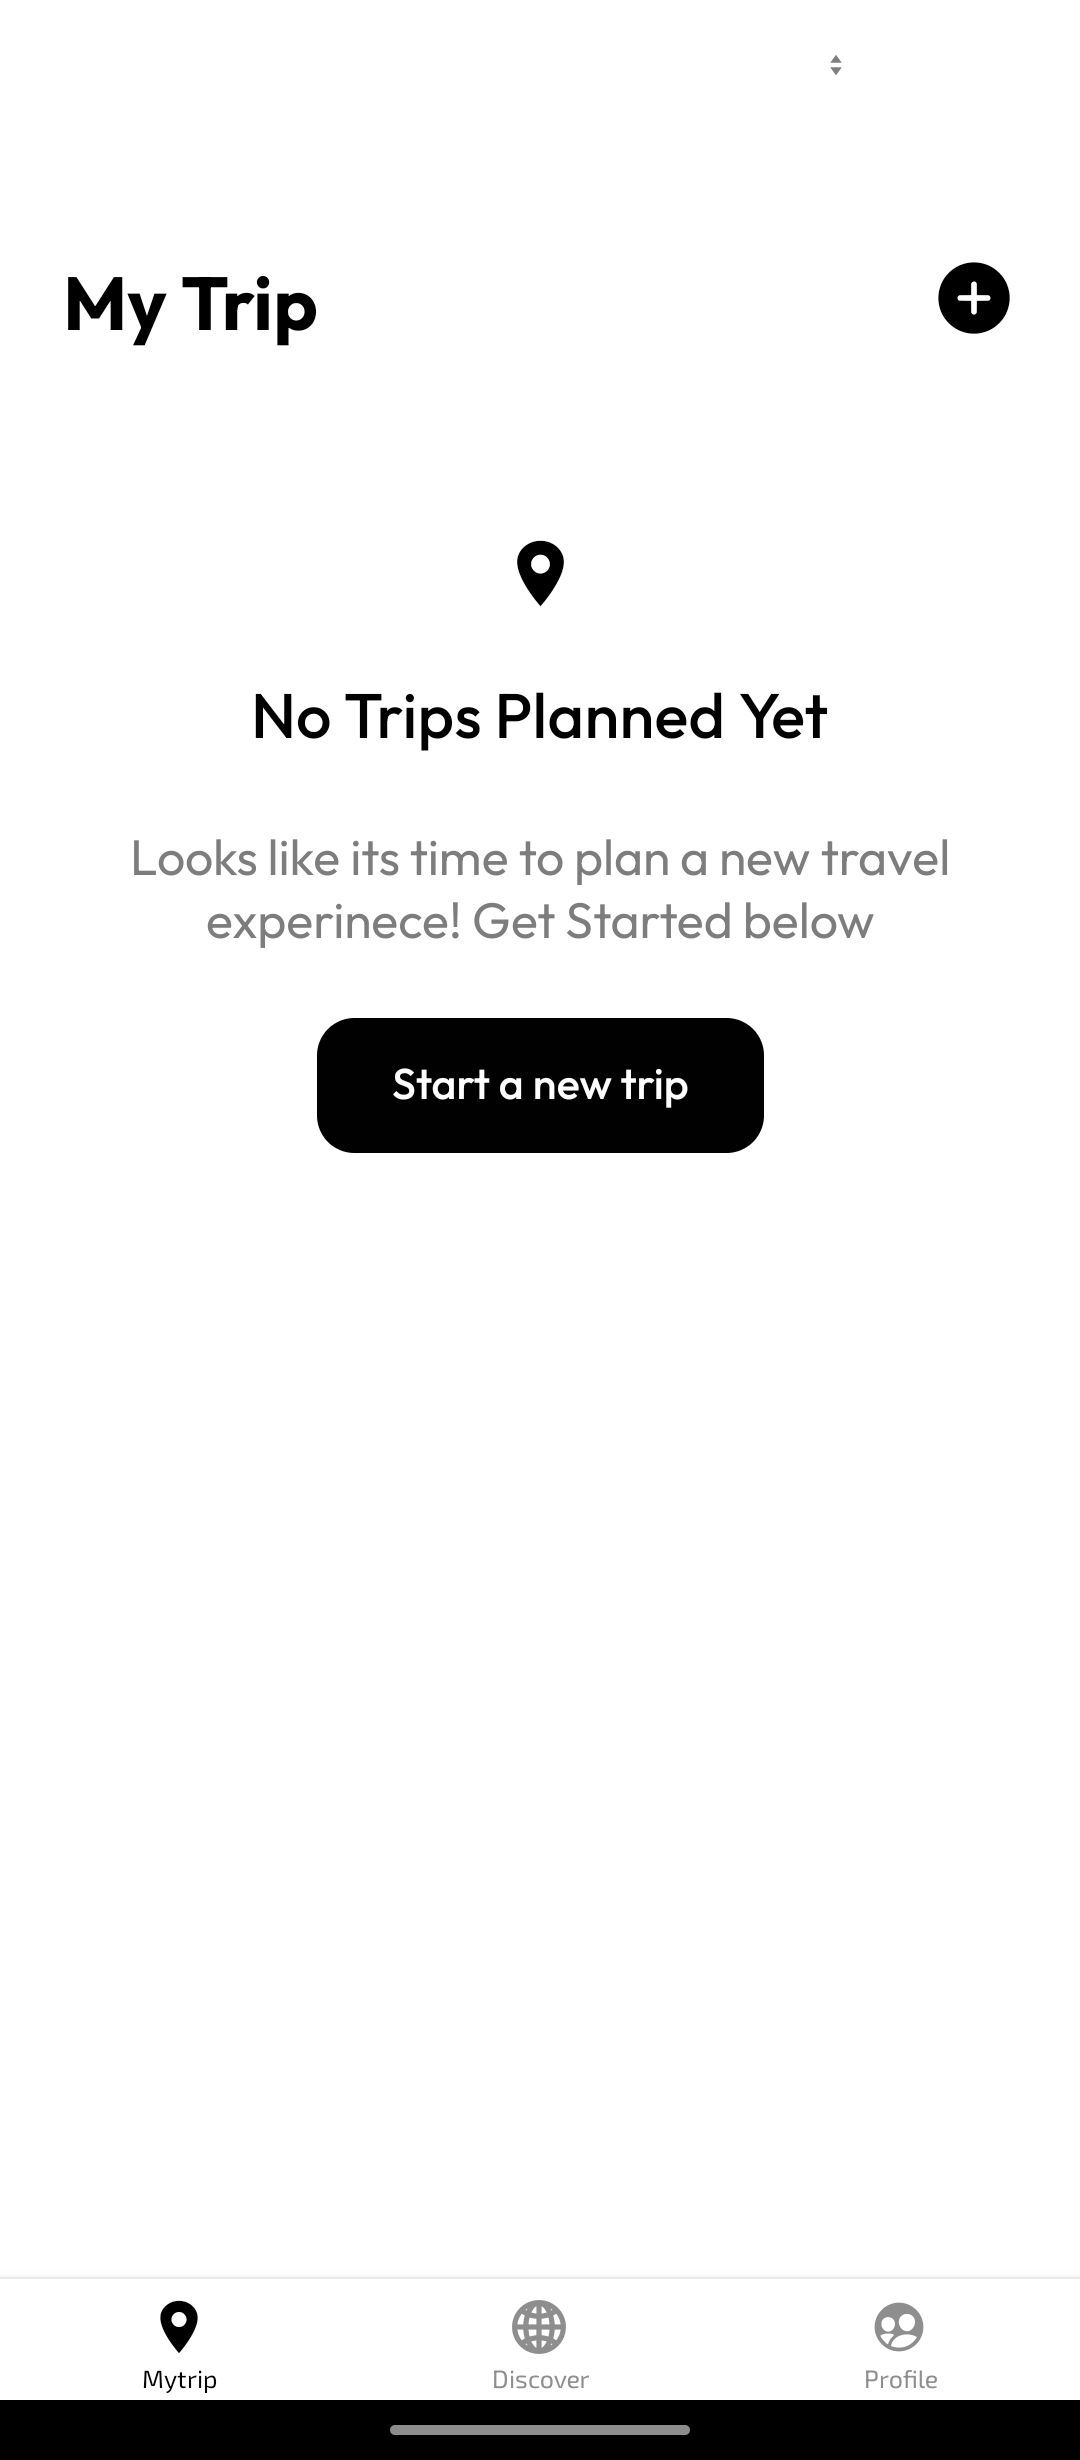 My Trip
No Trips Planned Yet
Looks like its time to plan a new travel
experinece! Get Started below
Start a new trip
Mytrip
Discover
Profile